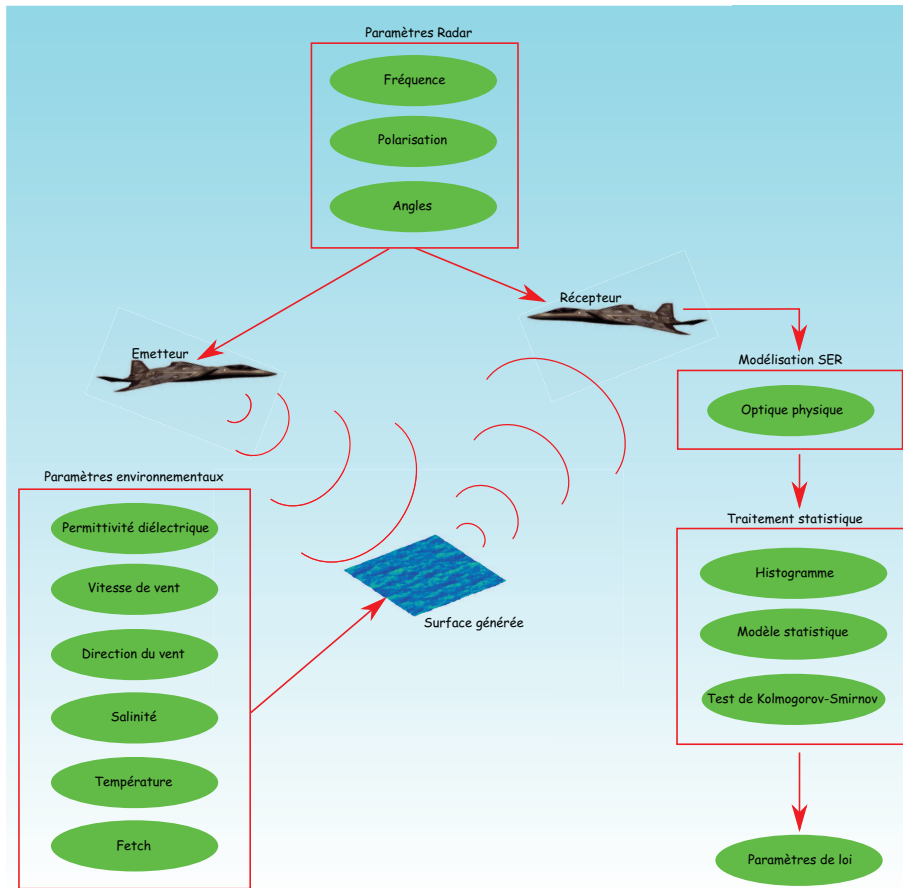 Paramètres Radar
Fréquence
Polarisation
Angles
Emetteur
Récepteur
Modélisation SER
Optique physique
Paramètres environnementaux
Permittivité diélectrique
Vitesse de vent
Direction du vent
Salinité
Température
Fetch
Surface générée
Traitement statistique
Histogramme
Modèle statistique
Test de Kolmogorov-Smirnov
Paramètres de loi